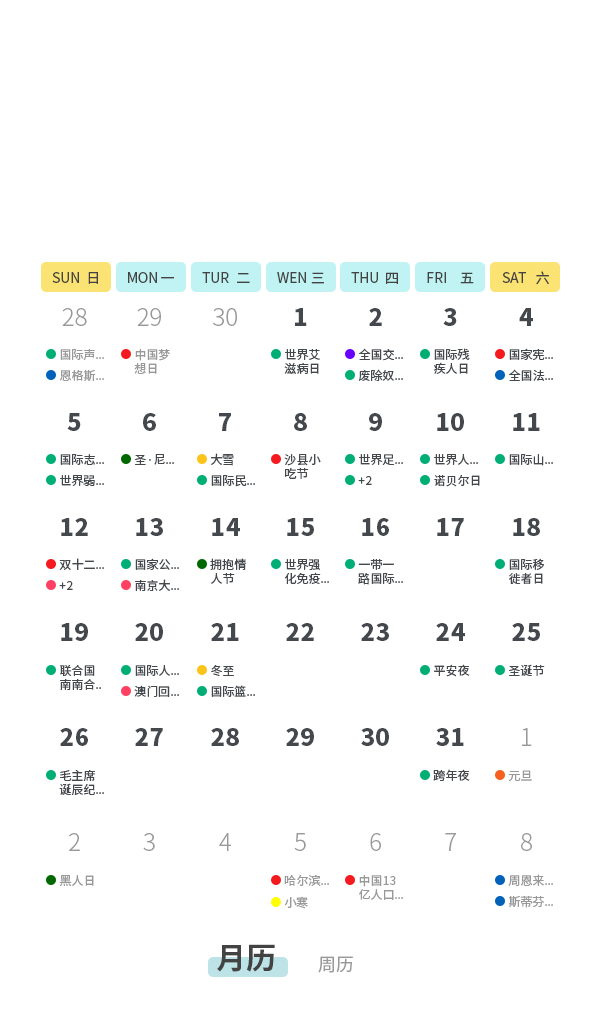 SUN 日 MON 一 TUR 二 WEN 三 THU 四 FRI 五 SAT 六
28 29 30 1 2 3 4
国际声... 中国梦 世界艾 全国交... 国际残 国家宪...
想日 滋病日 疾人日
恩格斯... 废除奴... 全国法...
5 6 7 8 9 10 11
国际志... 圣·尼... 大雪 沙县小 世界足... 世界人... 国际山...
吃节
世界弱... 国际民... +2 诺贝尔日
12 13 14 15 16 17 18
双十二... 国家公... 拥抱情 世界强 一带一 国际移
人节 化免疫... 路国际... 徙者日
+2 南京大...
19 20 21 22 23 24 25
联合国 国际人... 冬至 平安夜 圣诞节
南南合..
澳门回... 国际篮...
26 27 28 29 30 31 1
毛主席 跨年夜 元旦
诞辰纪...
2 3 4 5 6 7 8
黑人日 哈尔滨... 中国13 周恩来...
亿人口...
小寒 斯蒂芬...
月历 周历